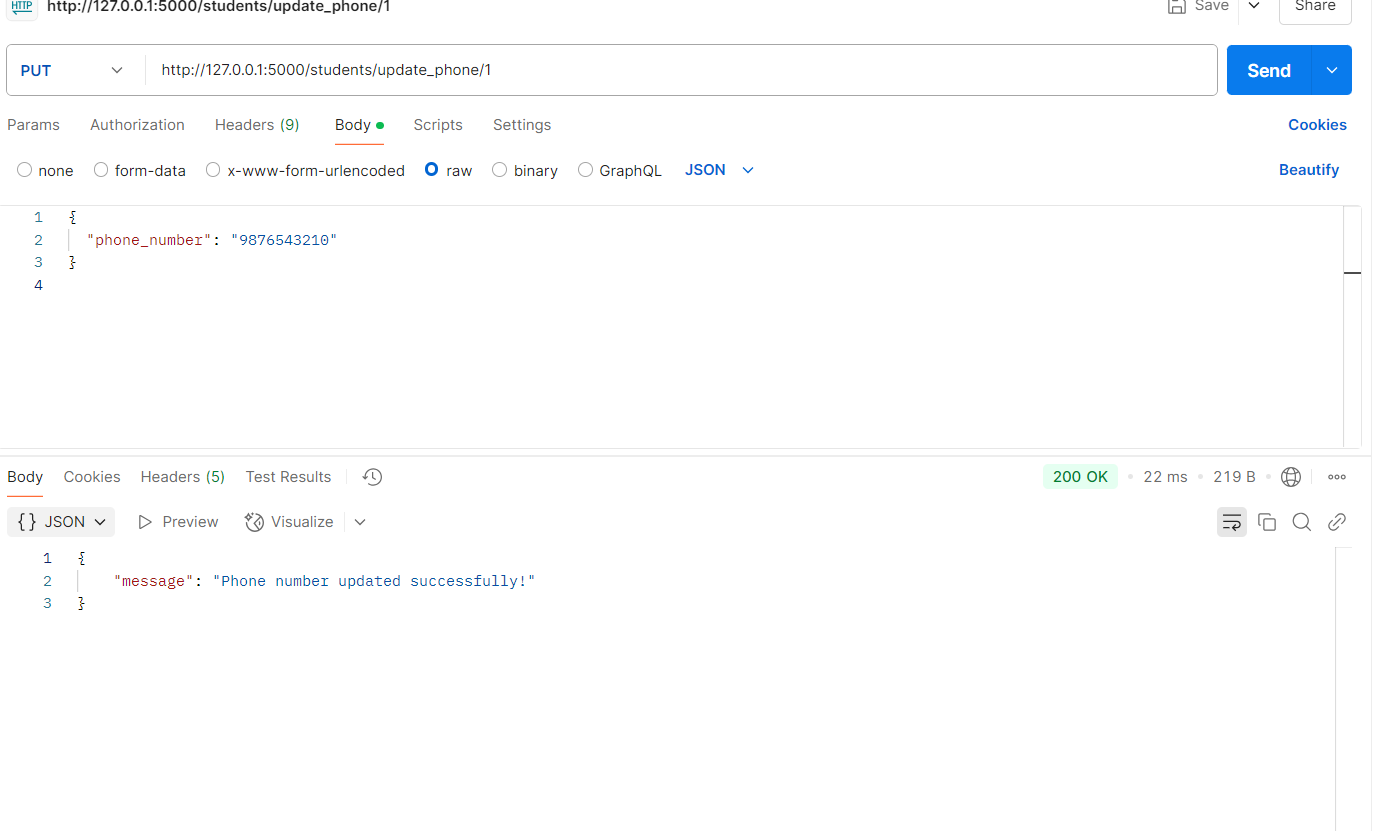 HTTP http://127.0.0.1:5000/students/update_phone/1 Save Share
PUT http://127.0.0.1:5000/students/update_phone/1 Send
Params Authorization Headers (9) Body Scripts Settings Cookies
none form-data x-www-form-urlencoded raw binary GraphQL JSON Beautify
1 {
2 "phone_number": "9876543210"
3 }
4
Body Cookies Headers (5) Test Results 200 OK 22 ms 219 B
{} JSON Preview Visualize
1 {
2 "message": "Phone number updated successfully!"
3 }